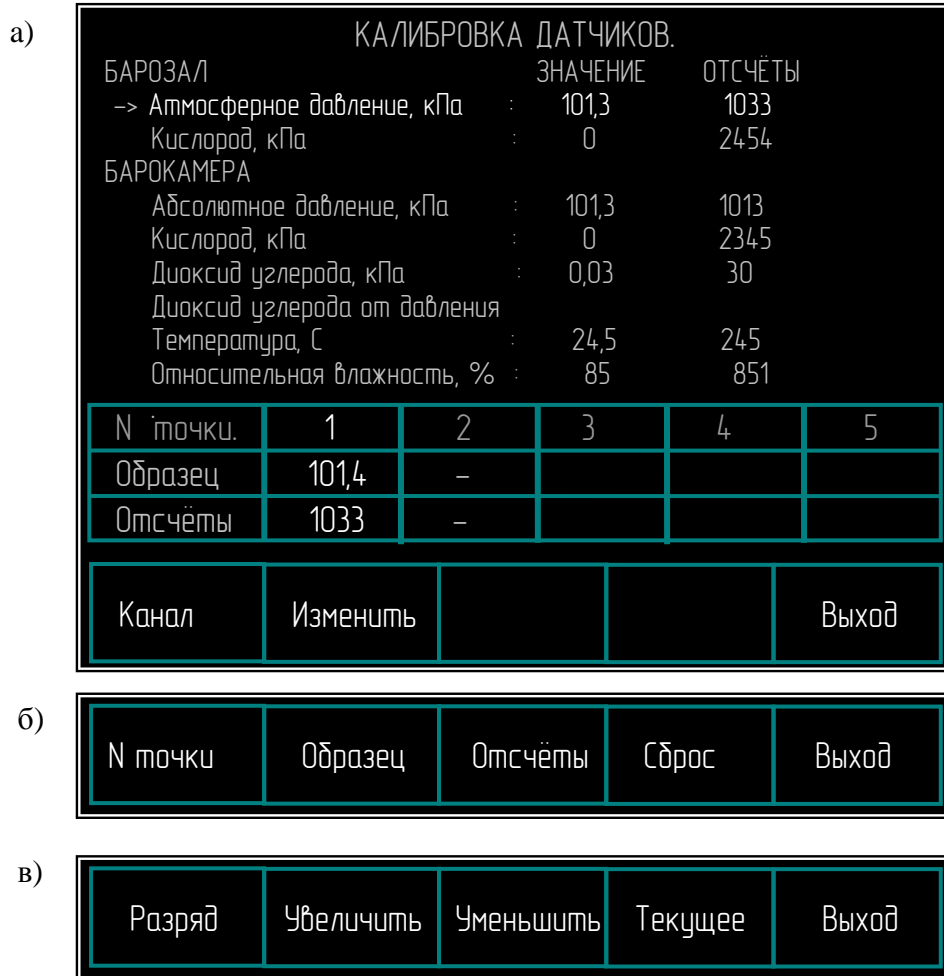 а)
КАЛИБРОВКА ДАТЧИКОВ.
БАРОЗАЛ ЗНАЧЕНИЕ ОТСЧЁТЫ
–> Атмосферное давление, кПа : 101,3 1033
Кислород, кПа : 0 2454
БАРОКАМЕРА
Абсолютное давление, кПа : 101,3 1013
Кислород, кПа : 0 2345
Диоксид углерода, кПа : 0,03 30
Диоксид углерода от давления
Температура, С : 24,5 245
Относительная влажность, % : 85 851
N точки. 1 2 3 4 5
Образец 101,4 –
Отсчёты 1033 –
Канал Изменить Выход
б)
N точки Образец Отсчёты Сброс Выход
в)
Разряд Увеличить Уменьшить Текущее Выход